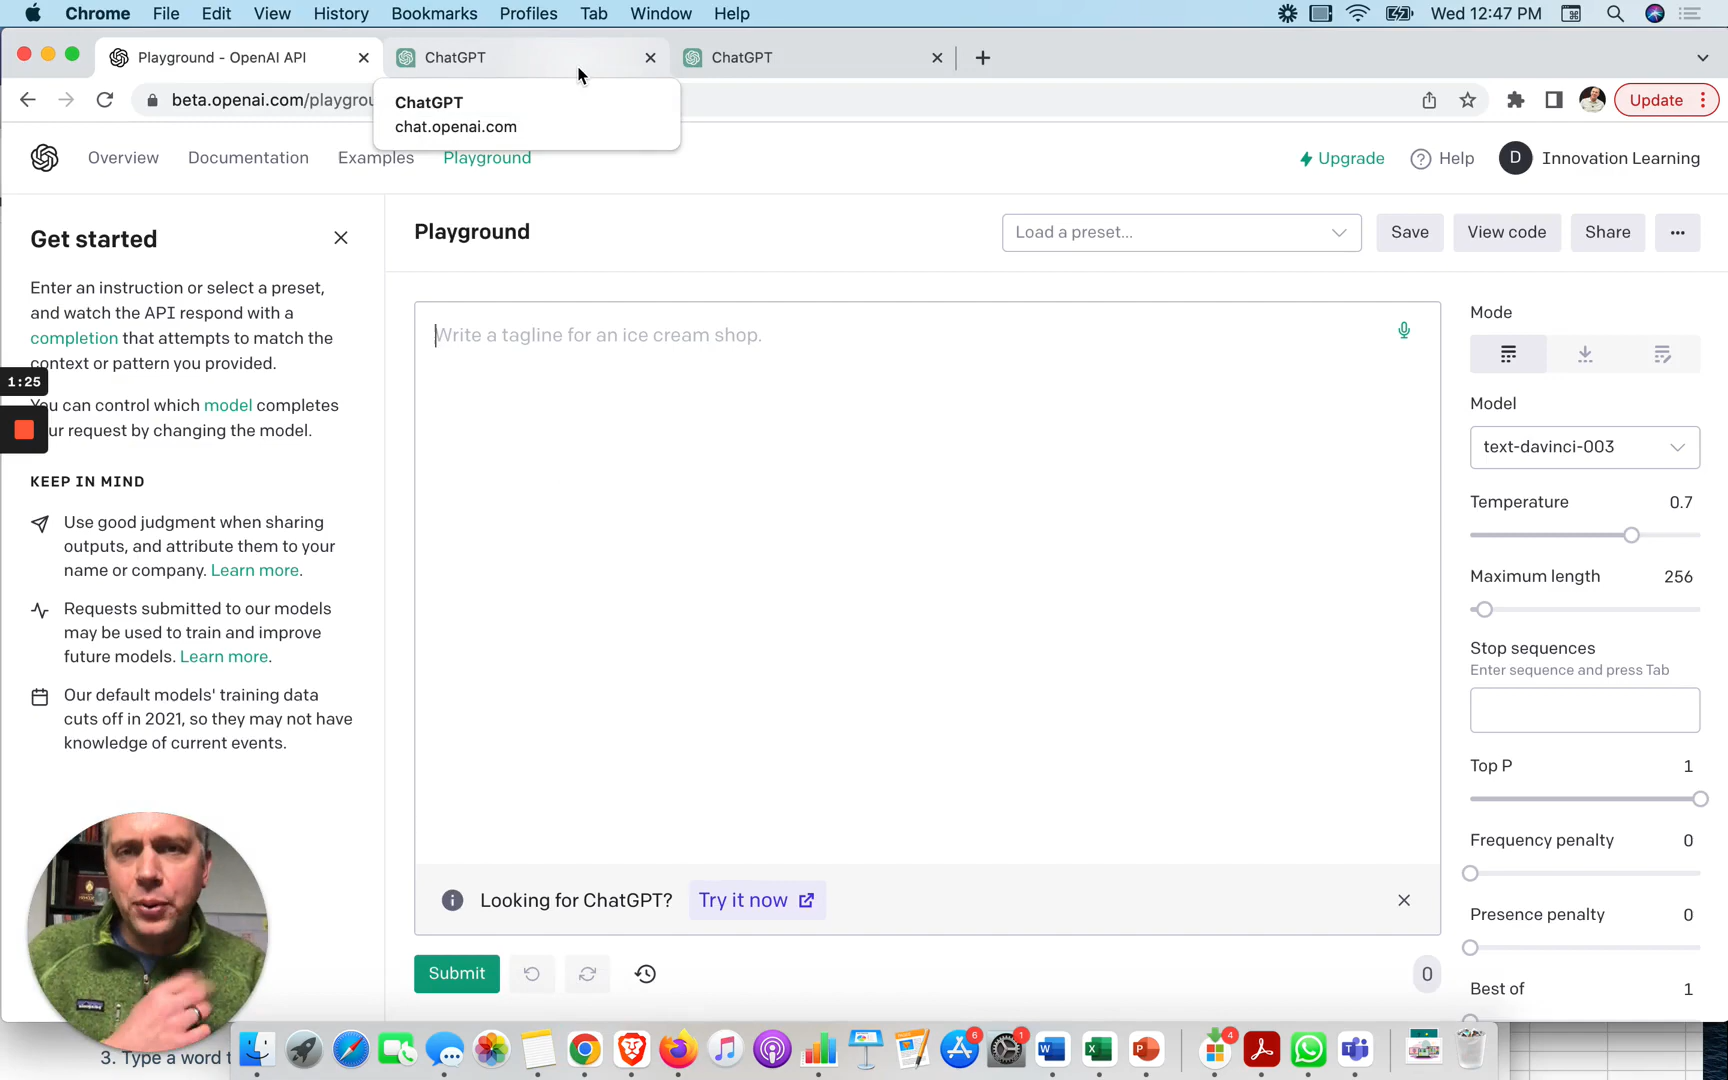 Chrome File Edit View History Bookmarks Profiles Tab Window Help Wed 12:47 PM
Playground - OpenAI API ChatGPT ChatGPT
beta.openai.com/playgrou Update
ChatGPT
chat.openai.com
Overview Documentation Examples Playground Upgrade Help D Innovation Learning
Get started
Enter an instruction or select a preset,
and watch the API respond with a
completion that attempts to match the
context or pattern you provided.
1:25
You can control which model completes
ur request by changing the model.
KEEP IN MIND
Use good judgment when sharing
outputs, and attribute them to your
name or company. Learn more.
Requests submitted to our models
may be used to train and improve
future models. Learn more.
Our default models' training data
cuts off in 2021, so they may not have
knowledge of current events.
Playground Load a preset... Save View code Share ...
Write a tagline for an ice cream shop.
Looking for ChatGPT? Try it now
Submit 0
Mode
Model
text-davinci-003
Temperature 0.7
Maximum length 256
Stop sequences
Enter sequence and press Tab
Top P 1
Frequency penalty 0
Presence penalty 0
Best of 1
3. Type a word t
6 1 4